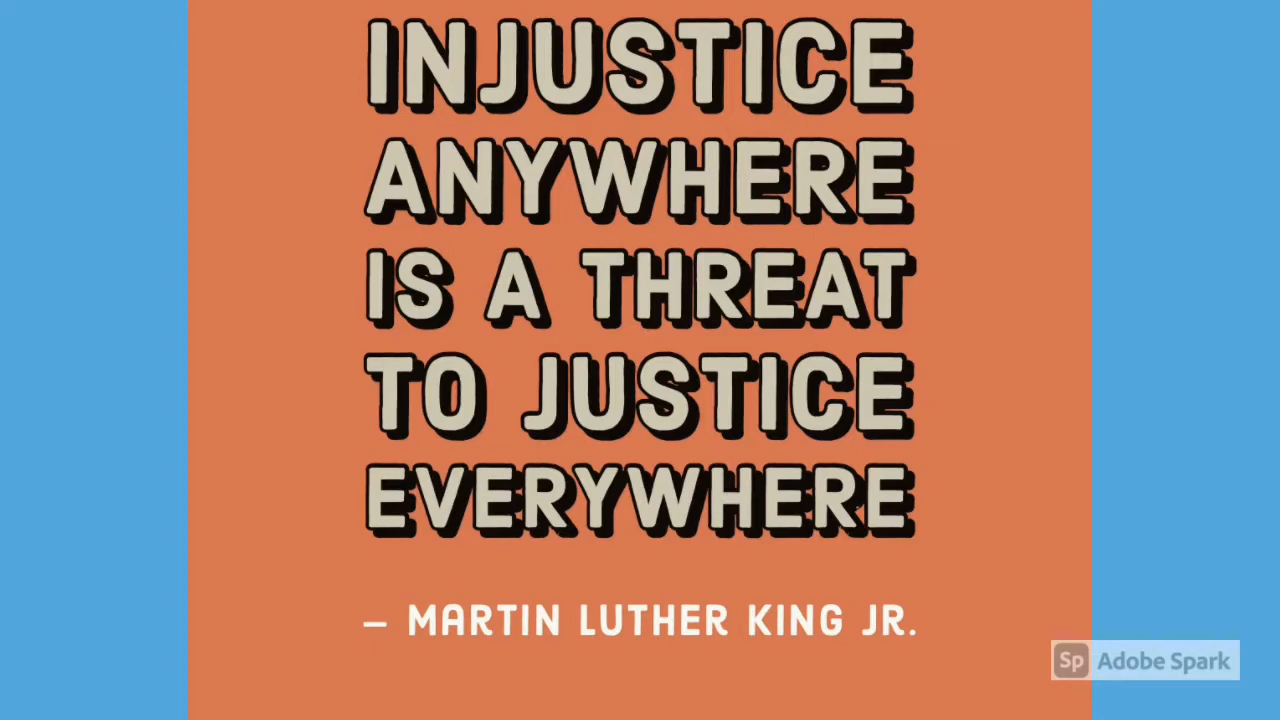 INJUSTICE
ANYWHERE
IS A THREAT
TO JUSTICE
EVERYWHERE
– MARTIN LUTHER KING JR.
Sp Adobe Spark